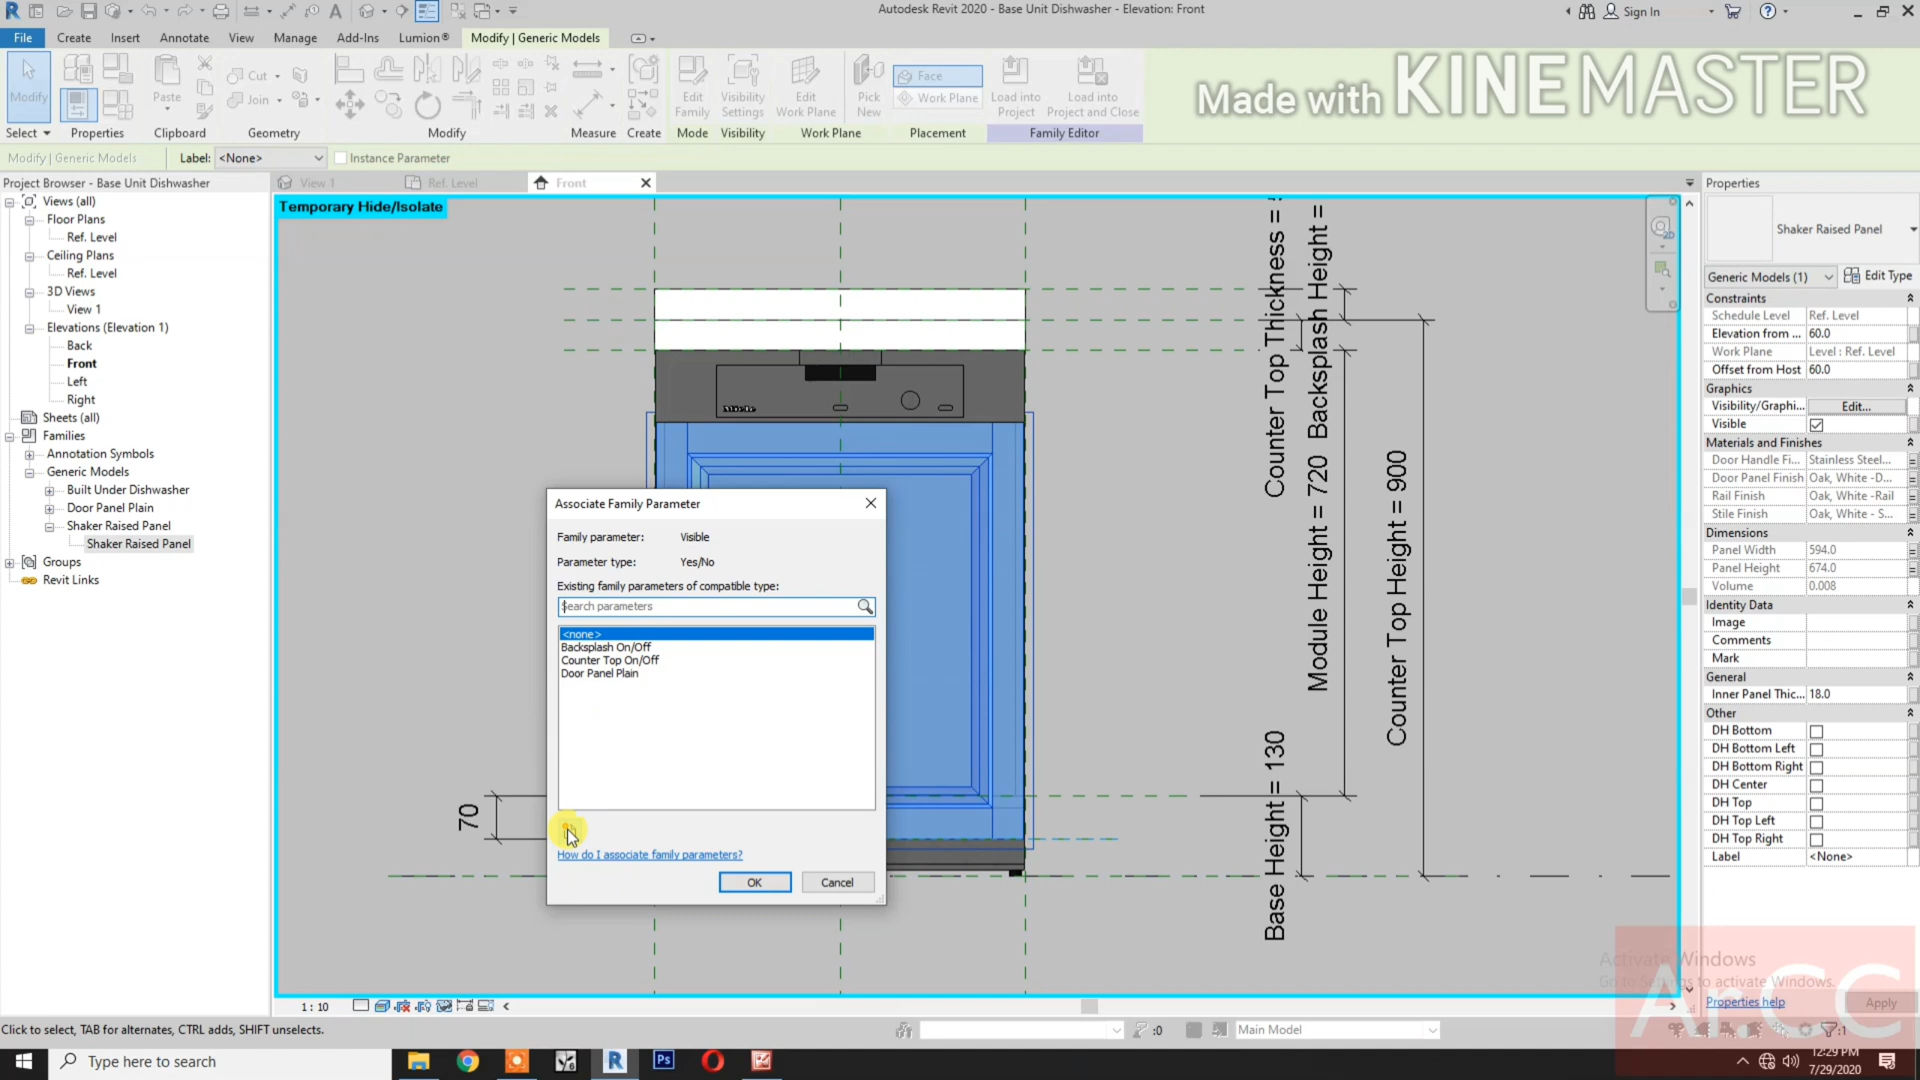 Autodesk Revit 2020 - Base Unit Dishwasher - Elevation: Front
Sign In
File
Create
Insert
Annotate
View
Manage
Add-Ins
Lumion®
Modify | Generic Models
Made with KINEMASTER
Modify
Paste
Cut
Join
Edit Family
Visibility Settings
Edit Work Plane
Pick New
Face
Work Plane
Load into Project
Load into Project and Close
Select
Properties
Clipboard
Geometry
Modify
Measure
Create
Mode
Visibility
Work Plane
Placement
Family Editor
Modify | Generic Models
Label:
<None>
Instance Parameter
Project Browser - Base Unit Dishwasher
View 1
Ref. Level
Front
Properties
Views (all)
Floor Plans
Ref. Level
Ceiling Plans
Ref. Level
3D Views
View 1
Elevations (Elevation 1)
Back
Front
Left
Right
Sheets (all)
Families
Annotation Symbols
Generic Models
Built Under Dishwasher
Door Panel Plain
Shaker Raised Panel
Shaker Raised Panel
Groups
Revit Links
Temporary Hide/Isolate
2D
Miele
Counter Top Thickness =
Backsplash Height =
Module Height = 720
Counter Top Height = 900
Base Height = 130
70
Associate Family Parameter
Family parameter: Visible
Parameter type: Yes/No
Existing family parameters of compatible type:
Search parameters
<none>
Backsplash On/Off
Counter Top On/Off
Door Panel Plain
How do I associate family parameters?
OK
Cancel
Shaker Raised Panel
Generic Models (1)
Edit Type
Constraints
Schedule Level Ref. Level
Elevation from ... 60.0
Work Plane Level : Ref. Level
Offset from Host 60.0
Graphics
Visibility/Graphi... Edit...
Visible
Materials and Finishes
Door Handle Fi... Stainless Steel...
Door Panel Finish Oak, White -D...
Rail Finish Oak, White -Rail
Stile Finish Oak, White - S...
Dimensions
Panel Width 594.0
Panel Height 674.0
Volume 0.008
Identity Data
Image
Comments
Mark
General
Inner Panel Thic... 18.0
Other
DH Bottom
DH Bottom Left
DH Bottom Right
DH Center
DH Top
DH Top Left
DH Top Right
Label <None>
Activate Windows
Go to Settings to activate Windows.
Properties help
Apply
ArCC
1 : 10
Click to select, TAB for alternates, CTRL adds, SHIFT unselects.
:0
Main Model
:1
Type here to search
Ps
12:29 PM
7/29/2020